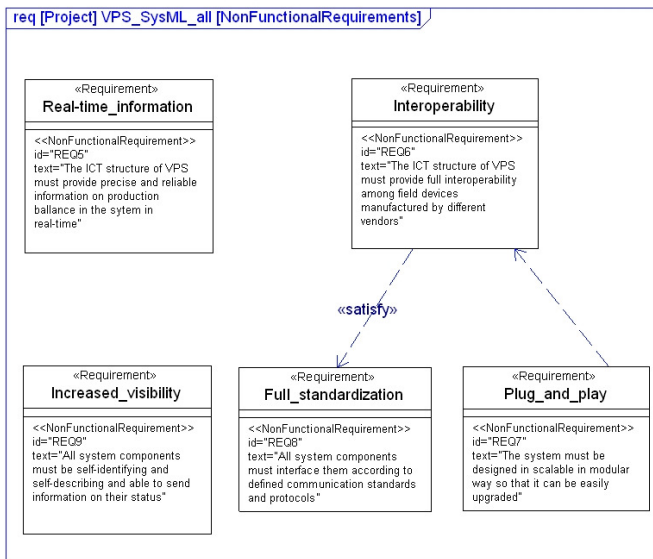 req [Project] VPS_SysML_all [NonFunctionalRequirements]
«Requirement»
Real-time_information
<<NonFunctionalRequirement>>
id="REQ5"
text="The ICT structure of VPS
must provide precise and reliable
information on production
ballance in the sytem in
real-time"
«Requirement»
Interoperability
<<NonFunctionalRequirement>>
id="REQ6"
text="The ICT structure of VPS
must provide full interoperability
among field devices
manufactured by different
vendors"
«satisfy»
«Requirement»
Increased_visibility
<<NonFunctionalRequirement>>
id="REQ9"
text="All system components
must be self-identifying and
self-describing and able to send
information on their status"
«Requirement»
Full_standardization
<<NonFunctionalRequirement>>
id="REQ8"
text="All system components
must interface them according to
defined communication standards
and protocols"
«Requirement»
Plug_and_play
<<NonFunctionalRequirement>>
id="REQ7"
text="The system must be
designed in scalable in modular
way so that it can be easily
upgraded"